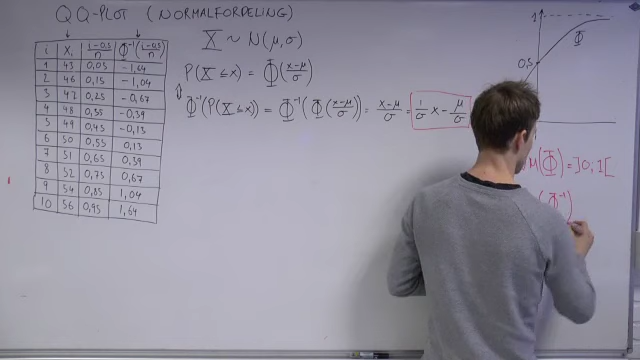 QQ-PLOT (NORMALFORDELING)
i | xᵢ | (i-0,5)/n | Φ⁻¹((i-0,5)/n)
1 | 43 | 0,05 | -1,64
2 | 46 | 0,15 | -1,04
3 | 47 | 0,25 | -0,67
4 | 48 | 0,35 | -0,39
5 | 49 | 0,45 | -0,13
6 | 50 | 0,55 | 0,13
7 | 51 | 0,65 | 0,39
8 | 52 | 0,75 | 0,67
9 | 54 | 0,85 | 1,04
10 | 56 | 0,95 | 1,64
X ~ N(μ,σ)
P(X≤x) = Φ((x-μ)/σ)
Φ⁻¹(P(X≤x)) = Φ⁻¹(Φ((x-μ)/σ)) = (x-μ)/σ = 1/σ x - μ/σ
1
Φ
0,5
m(Φ) = ]0;1[
(Φ⁻¹)